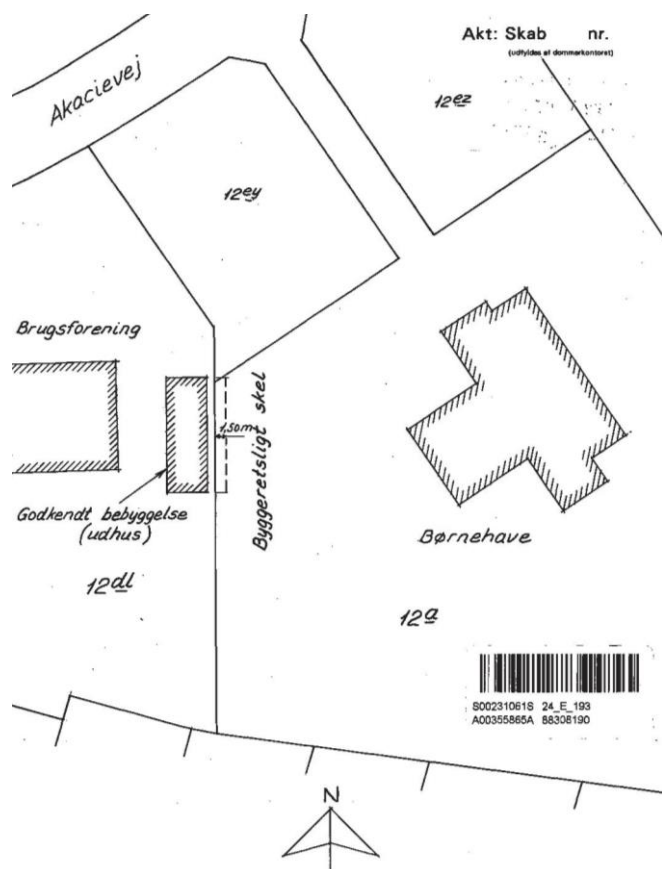 Akt: Skab nr.
(udfyldes af dommerkontoret)
Akacievej
12ez
12ey
Brugsforening
1,50m
Byggeretsligt skel
Godkendt bebyggelse
(udhus)
Børnehave
12dl
12a
S00231061S 24_E_193
A00355865A 88308190
N